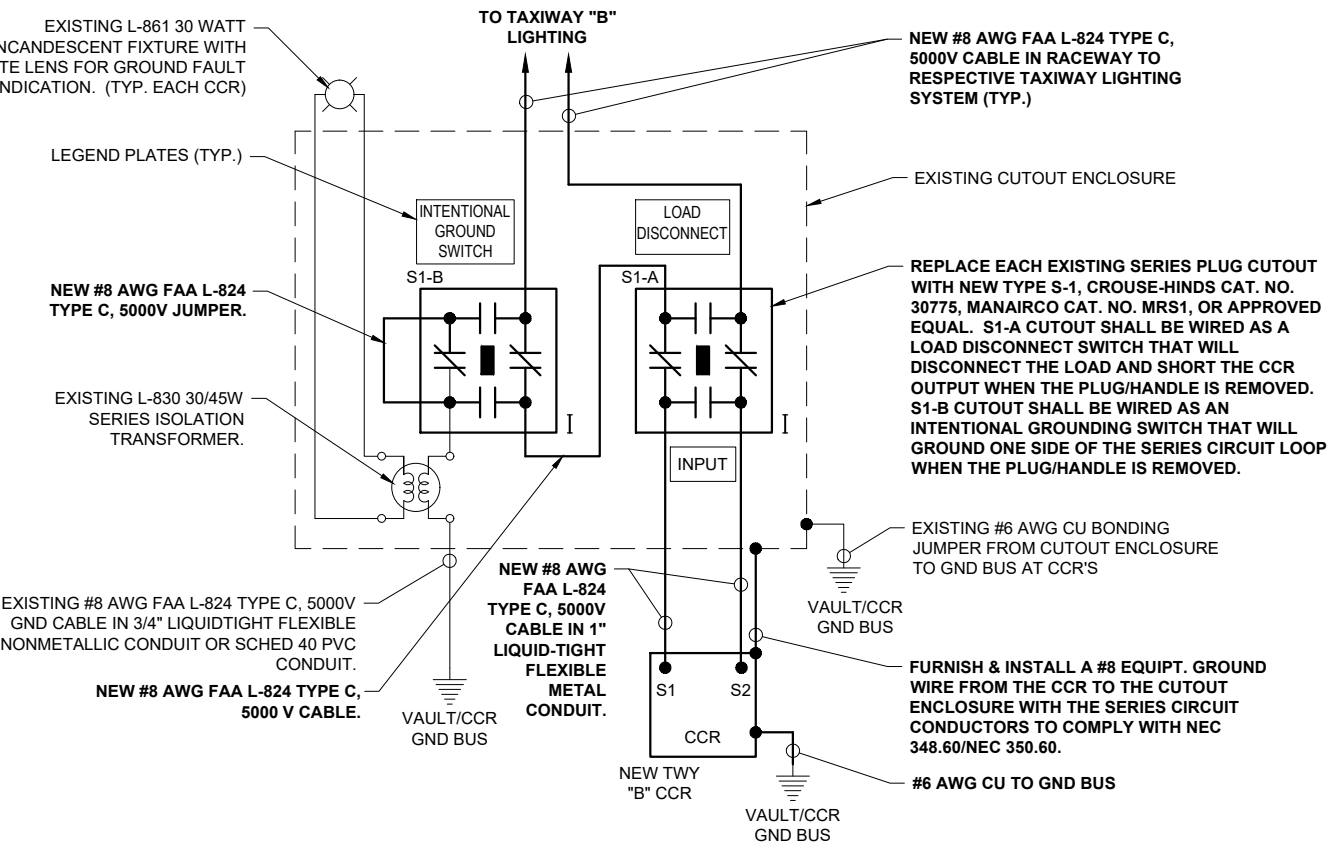 EXISTING L-861 30 WATT
NCANDESCENT FIXTURE WITH
TE LENS FOR GROUND FAULT
NDICATION. (TYP. EACH CCR)
TO TAXIWAY "B"
LIGHTING
NEW #8 AWG FAA L-824 TYPE C,
5000V CABLE IN RACEWAY TO
RESPECTIVE TAXIWAY LIGHTING
SYSTEM (TYP.)
LEGEND PLATES (TYP.)
EXISTING CUTOUT ENCLOSURE
INTENTIONAL
GROUND
SWITCH
LOAD
DISCONNECT
S1-B
S1-A
NEW #8 AWG FAA L-824
TYPE C, 5000V JUMPER.
REPLACE EACH EXISTING SERIES PLUG CUTOUT
WITH NEW TYPE S-1, CROUSE-HINDS CAT. NO.
30775, MANAIRCO CAT. NO. MRS1, OR APPROVED
EQUAL. S1-A CUTOUT SHALL BE WIRED AS A
LOAD DISCONNECT SWITCH THAT WILL
DISCONNECT THE LOAD AND SHORT THE CCR
OUTPUT WHEN THE PLUG/HANDLE IS REMOVED.
S1-B CUTOUT SHALL BE WIRED AS AN
INTENTIONAL GROUNDING SWITCH THAT WILL
GROUND ONE SIDE OF THE SERIES CIRCUIT LOOP
WHEN THE PLUG/HANDLE IS REMOVED.
EXISTING L-830 30/45W
SERIES ISOLATION
TRANSFORMER.
I
I
INPUT
EXISTING #6 AWG CU BONDING
JUMPER FROM CUTOUT ENCLOSURE
TO GND BUS AT CCR'S
VAULT/CCR
GND BUS
EXISTING #8 AWG FAA L-824 TYPE C, 5000V
GND CABLE IN 3/4" LIQUIDTIGHT FLEXIBLE
NONMETALLIC CONDUIT OR SCHED 40 PVC
CONDUIT.
NEW #8 AWG FAA L-824 TYPE C,
5000 V CABLE.
VAULT/CCR
GND BUS
NEW #8 AWG
FAA L-824
TYPE C, 5000V
CABLE IN 1"
LIQUID-TIGHT
FLEXIBLE
METAL
CONDUIT.
S1
S2
CCR
NEW TWY
"B" CCR
FURNISH & INSTALL A #8 EQUIPT. GROUND
WIRE FROM THE CCR TO THE CUTOUT
ENCLOSURE WITH THE SERIES CIRCUIT
CONDUCTORS TO COMPLY WITH NEC
348.60/NEC 350.60.
#6 AWG CU TO GND BUS
VAULT/CCR
GND BUS